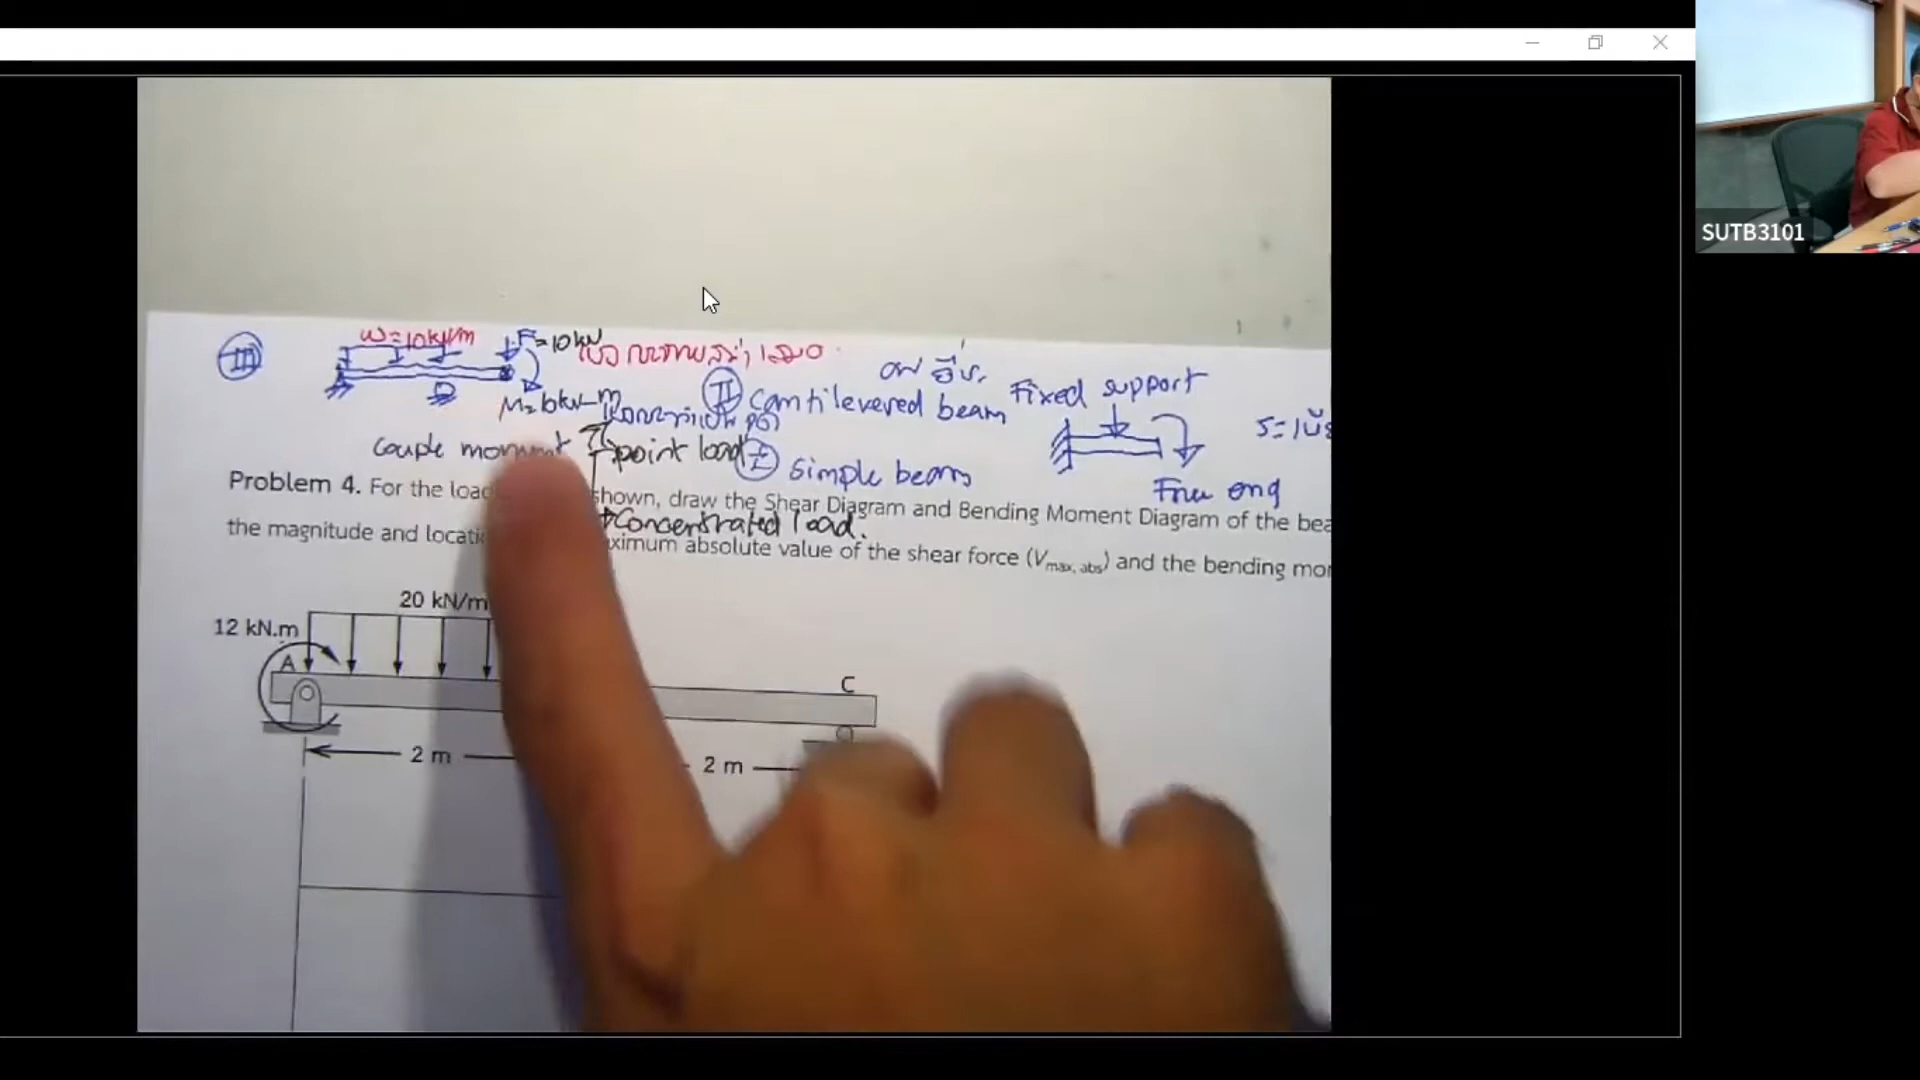 SUTB3101
III
w=10kN/m
F=10kN
M=10kN-m
couple moment
point load
Concentrated load.
II cantilevered beam
I simple beam
Fixed support
Free end
Problem 4. For the load shown, draw the Shear Diagram and Bending Moment Diagram of the bea
the magnitude and locati ximum absolute value of the shear force (Vmax, abs) and the bending mor
20 kN/m
12 kN.m
A
C
2 m
2 m